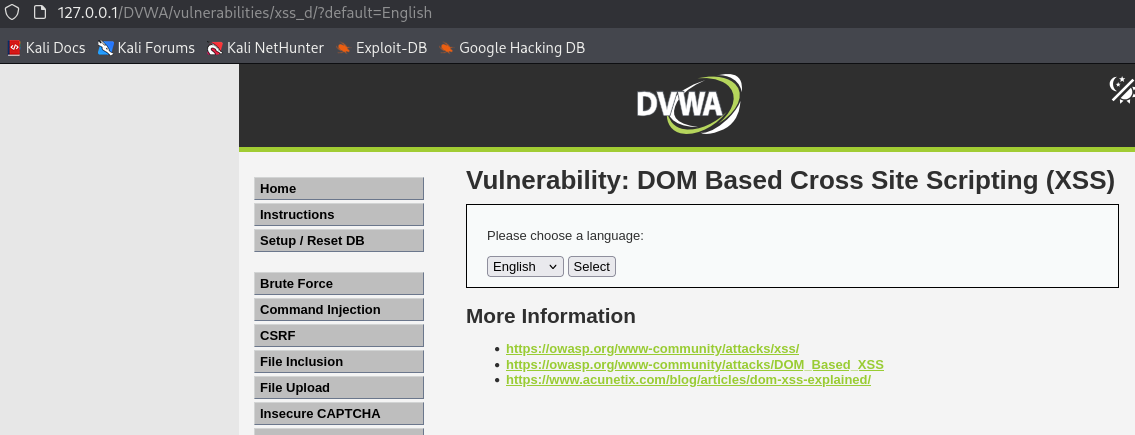 127.0.0.1/DVWA/vulnerabilities/xss_d/?default=English
Kali Docs Kali Forums Kali NetHunter Exploit-DB Google Hacking DB
DVWA
Home
Instructions
Setup / Reset DB
Brute Force
Command Injection
CSRF
File Inclusion
File Upload
Insecure CAPTCHA
Vulnerability: DOM Based Cross Site Scripting (XSS)
Please choose a language:
English Select
More Information
https://owasp.org/www-community/attacks/xss/
https://owasp.org/www-community/attacks/DOM_Based_XSS
https://www.acunetix.com/blog/articles/dom-xss-explained/